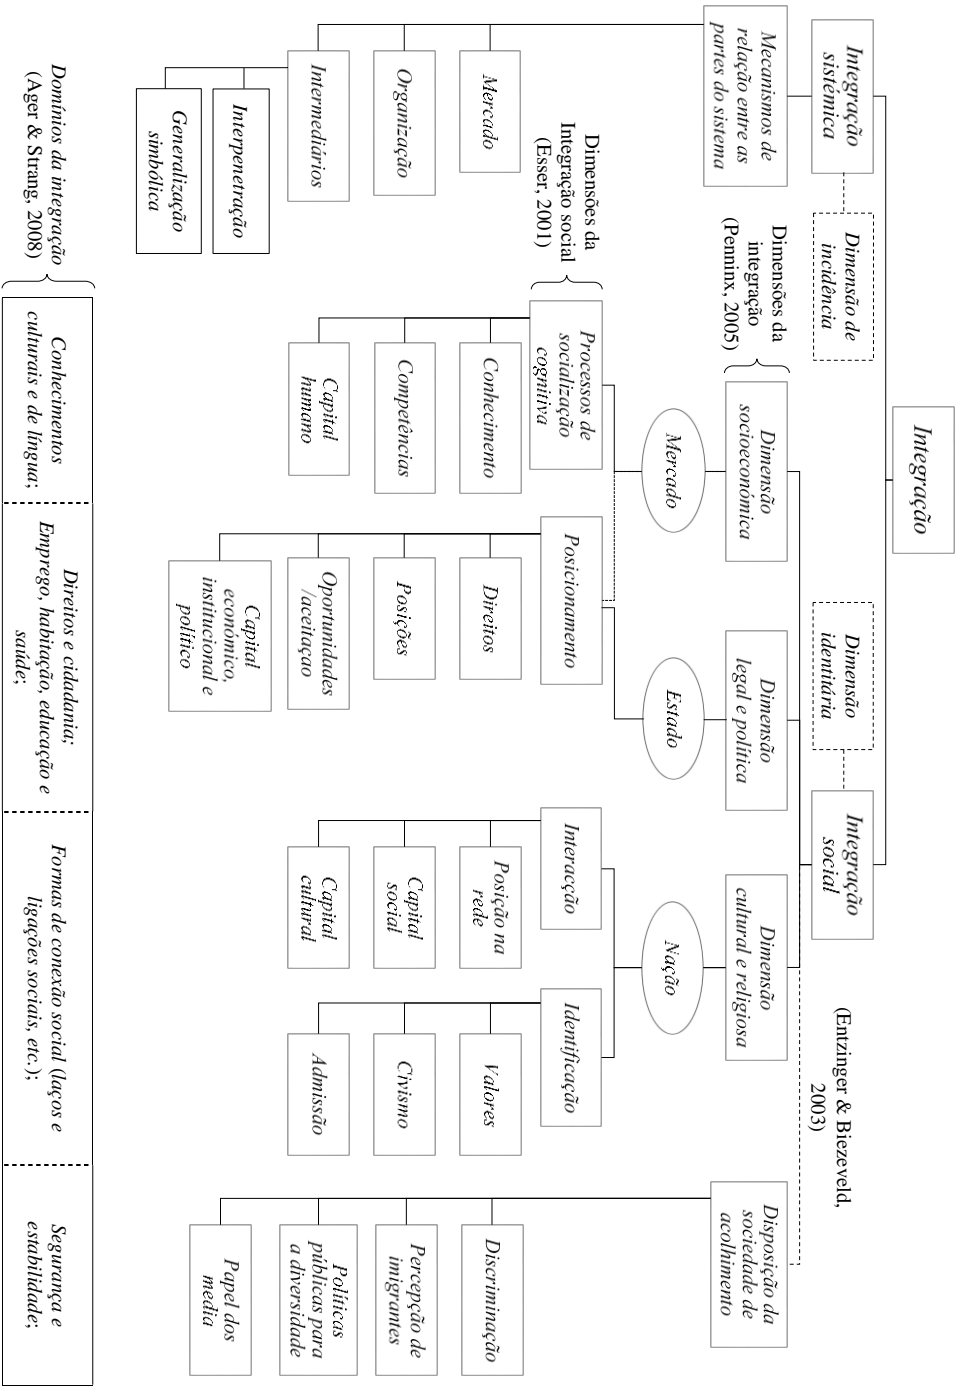 Integração
Integração
sistémica
Dimensão de
incidência
Dimensão
identitária
Integração
social
(Entzinger & Biezeveld,
2003)
Mecanismos de
relação entre as
partes do sistema
Dimensões da
integração
(Penninx, 2005)
Dimensão
socioeconómica
Dimensão
legal e política
Dimensão
cultural e religiosa
Disposição da
sociedade de
acolhimento
Mercado
Estado
Nação
Dimensões da
Integração social
(Esser, 2001)
Processos de
socialização
cognitiva
Posicionamento
Interacção
Identificação
Mercado
Conhecimento
Direitos
Posição na
rede
Valores
Discriminação
Organização
Competências
Posições
Capital
social
Civismo
Percepção de
imigrantes
Intermediários
Capital
humano
Oportunidades
/aceitaçao
Capital
cultural
Admissão
Políticas
públicas para
a diversidade
Interpenetração
Capital
económico,
institucional e
político
Papel dos
media
Generalização
simbólica
Domínios da integração
(Ager & Strang, 2008)
Conhecimentos
culturais e de língua;
Direitos e cidadania;
Emprego, habitação, educação e
saúde;
Formas de conexão social (laços e
ligações sociais, etc.);
Segurança e
estabilidade;